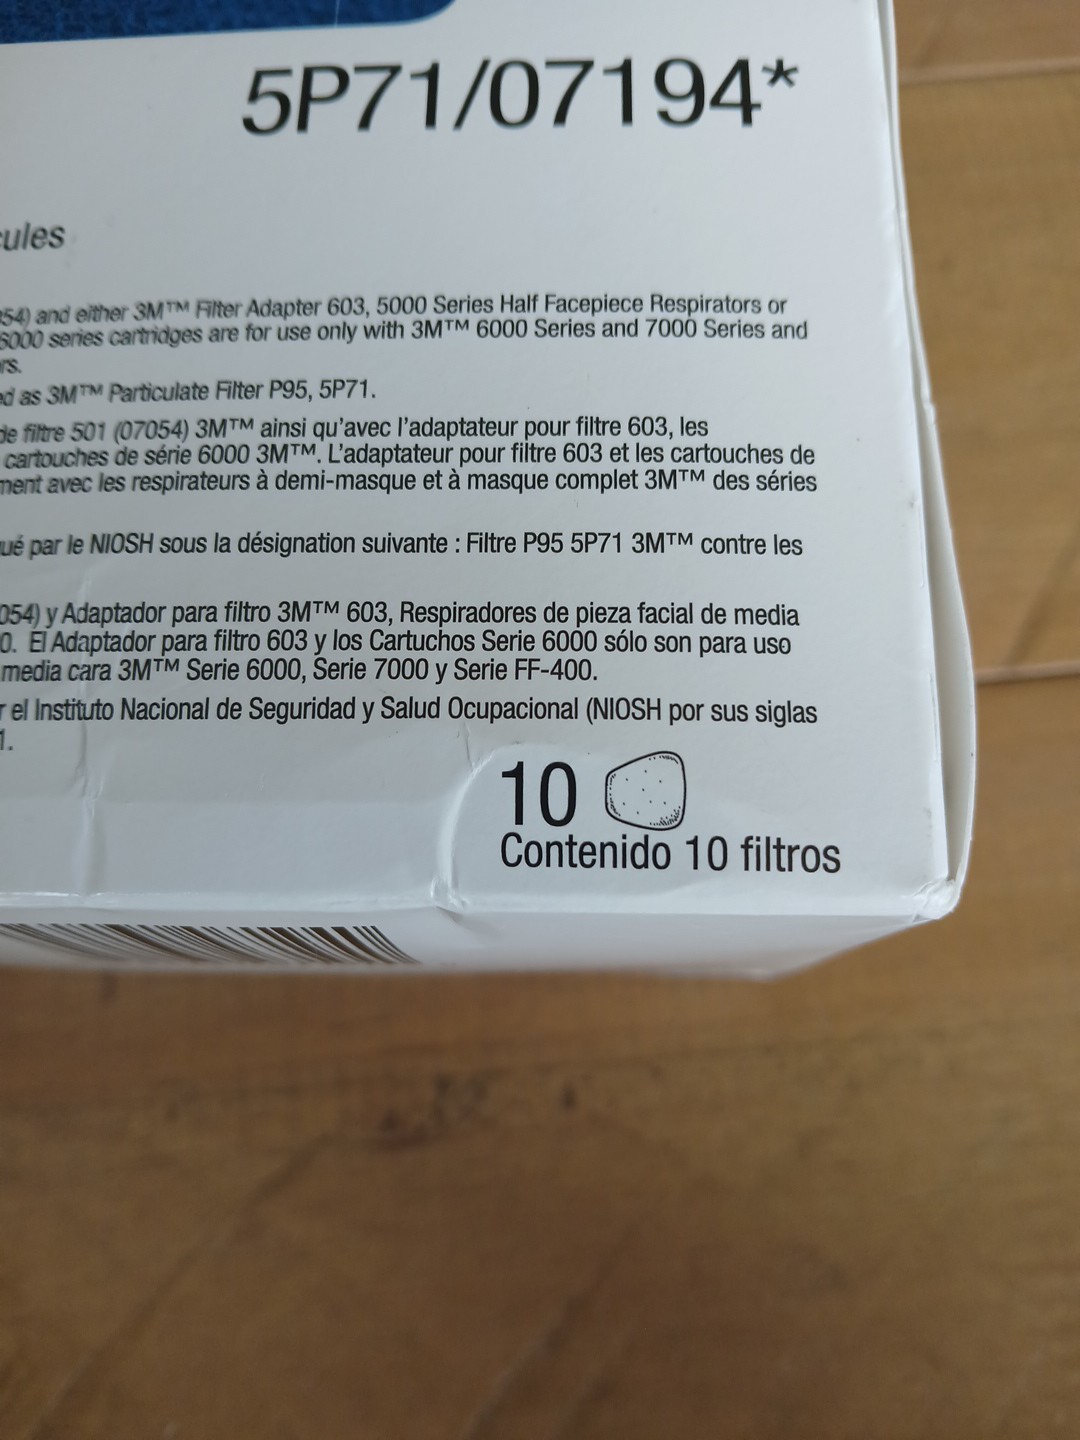 5P71/07194*
cules
054) and either 3M™ Filter Adapter 603, 5000 Series Half Facepiece Respirators or
6000 series cartridges are for use only with 3M™ 6000 Series and 7000 Series and
rs.
ed as 3M™ Particulate Filter P95, 5P71.
de filtre 501 (07054) 3M™ ainsi qu'avec l'adaptateur pour filtre 603, les
cartouches de série 6000 3M™. L'adaptateur pour filtre 603 et les cartouches de
ment avec les respirateurs à demi-masque et à masque complet 3M™ des séries
ué par le NIOSH sous la désignation suivante : Filtre P95 5P71 3M™ contre les
054) y Adaptador para filtro 3M™ 603, Respiradores de pieza facial de media
0. El Adaptador para filtro 603 y los Cartuchos Serie 6000 sólo son para uso
media cara 3M™ Serie 6000, Serie 7000 y Serie FF-400.
r el Instituto Nacional de Seguridad y Salud Ocupacional (NIOSH por sus siglas
1.
10
Contenido 10 filtros